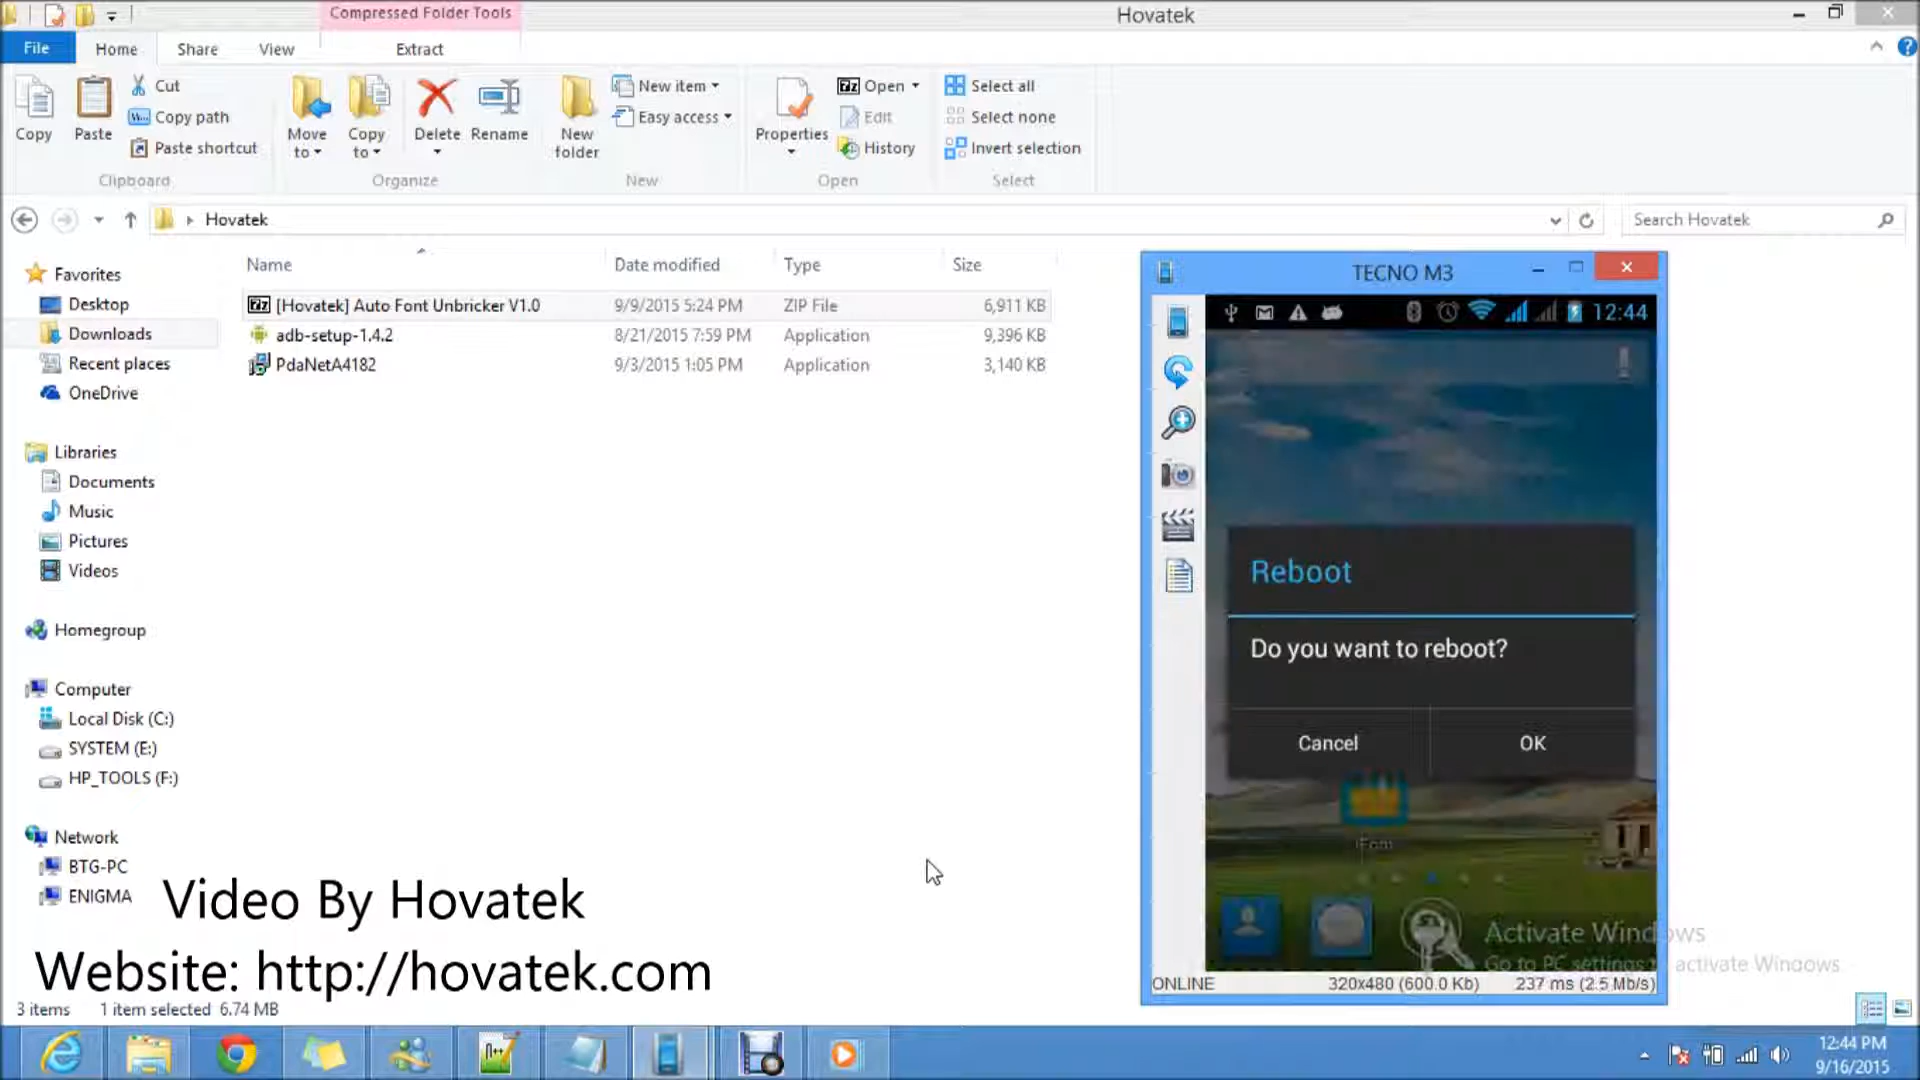 Compressed Folder Tools
Hovatek
File
Home
Share
View
Extract
Copy
Paste
Cut
Copy path
Paste shortcut
Clipboard
Move to
Copy to
Delete
Rename
Organize
New folder
New item
Easy access
New
Properties
Open
Edit
History
Open
Select all
Select none
Invert selection
Select
Hovatek
Search Hovatek
Name
Date modified
Type
Size
[Hovatek] Auto Font Unbricker V1.0 9/9/2015 5:24 PM ZIP File 6,911 KB
adb-setup-1.4.2 8/21/2015 7:59 PM Application 9,396 KB
PdaNetA4182 9/3/2015 1:05 PM Application 3,140 KB
Favorites
Desktop
Downloads
Recent places
OneDrive
Libraries
Documents
Music
Pictures
Videos
Homegroup
Computer
Local Disk (C:)
SYSTEM (E:)
HP_TOOLS (F:)
Network
BTG-PC
ENIGMA
TECNO M3
12:44
Reboot
Do you want to reboot?
Cancel
OK
iFont
Activate Windows
Go to PC settings to activate Windows.
ONLINE
320x480 (600.0 Kb)
237 ms (2.5 Mb/s)
Video By Hovatek
Website: http://hovatek.com
3 items
1 item selected 6.74 MB
12:44 PM
9/16/2015